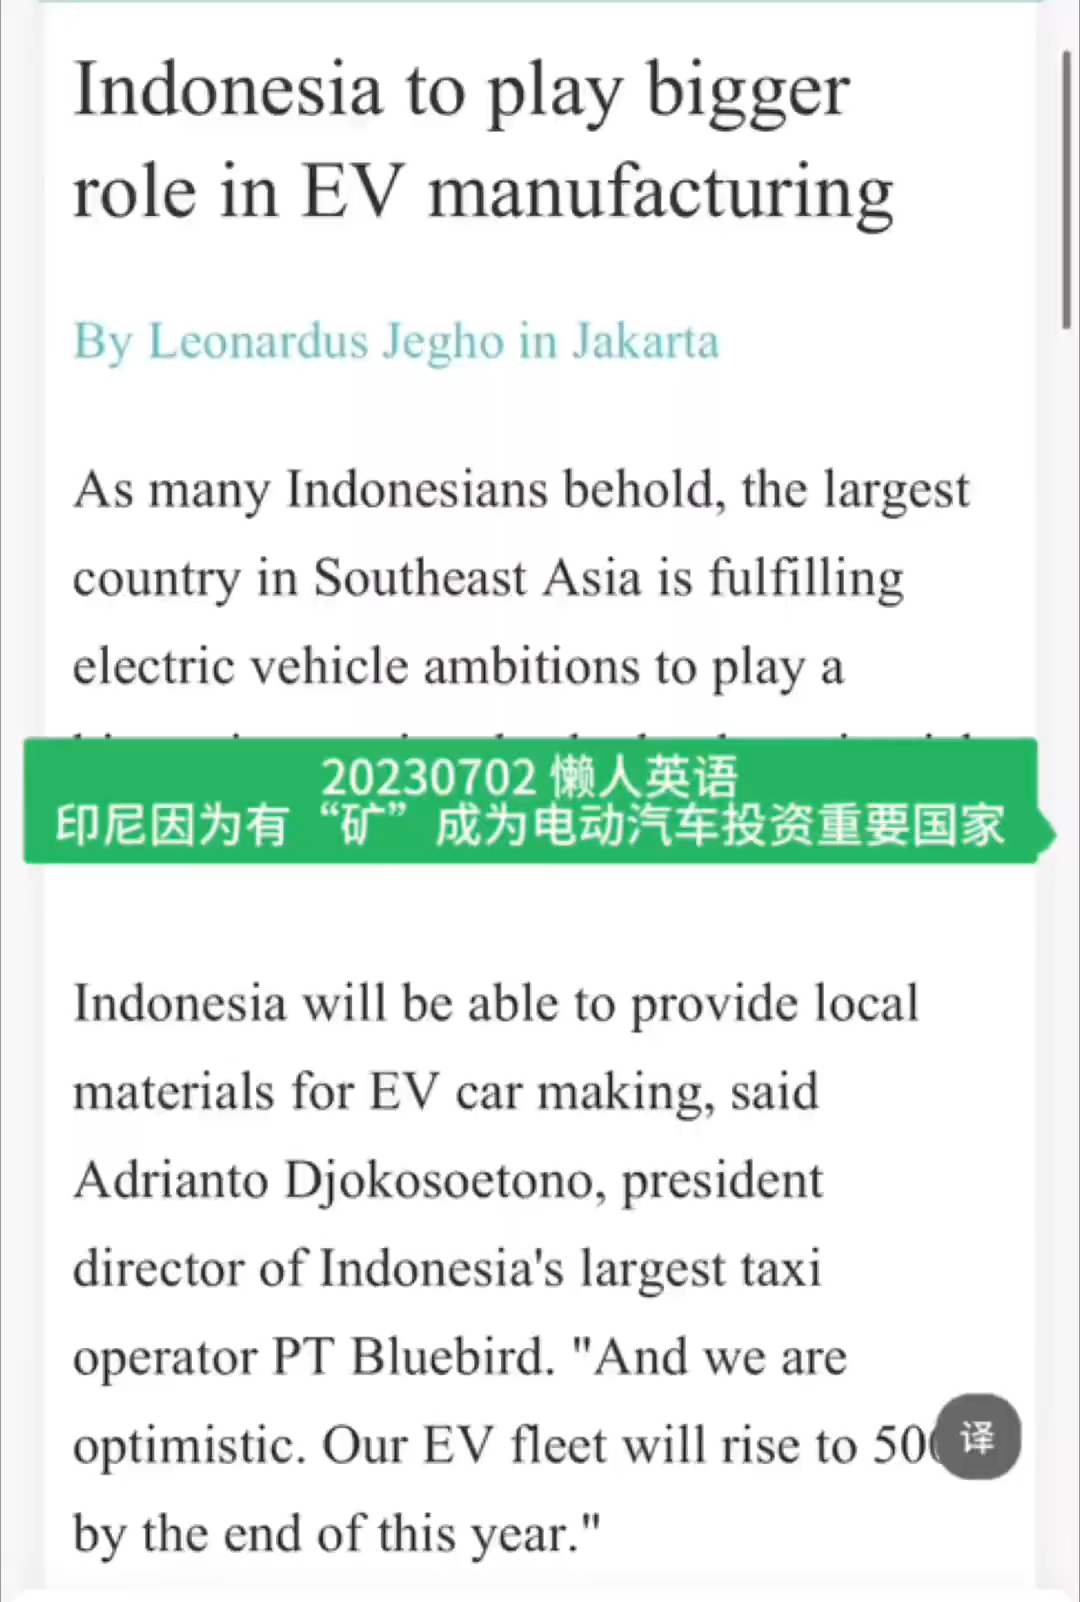 Indonesia to play bigger
role in EV manufacturing
By Leonardus Jegho in Jakarta
As many Indonesians behold, the largest
country in Southeast Asia is fulfilling
electric vehicle ambitions to play a
20230702 懒人英语
印尼因为有“矿”成为电动汽车投资重要国家
Indonesia will be able to provide local
materials for EV car making, said
Adrianto Djokosoetono, president
director of Indonesia's largest taxi
operator PT Bluebird. "And we are
optimistic. Our EV fleet will rise to
译
by the end of this year."